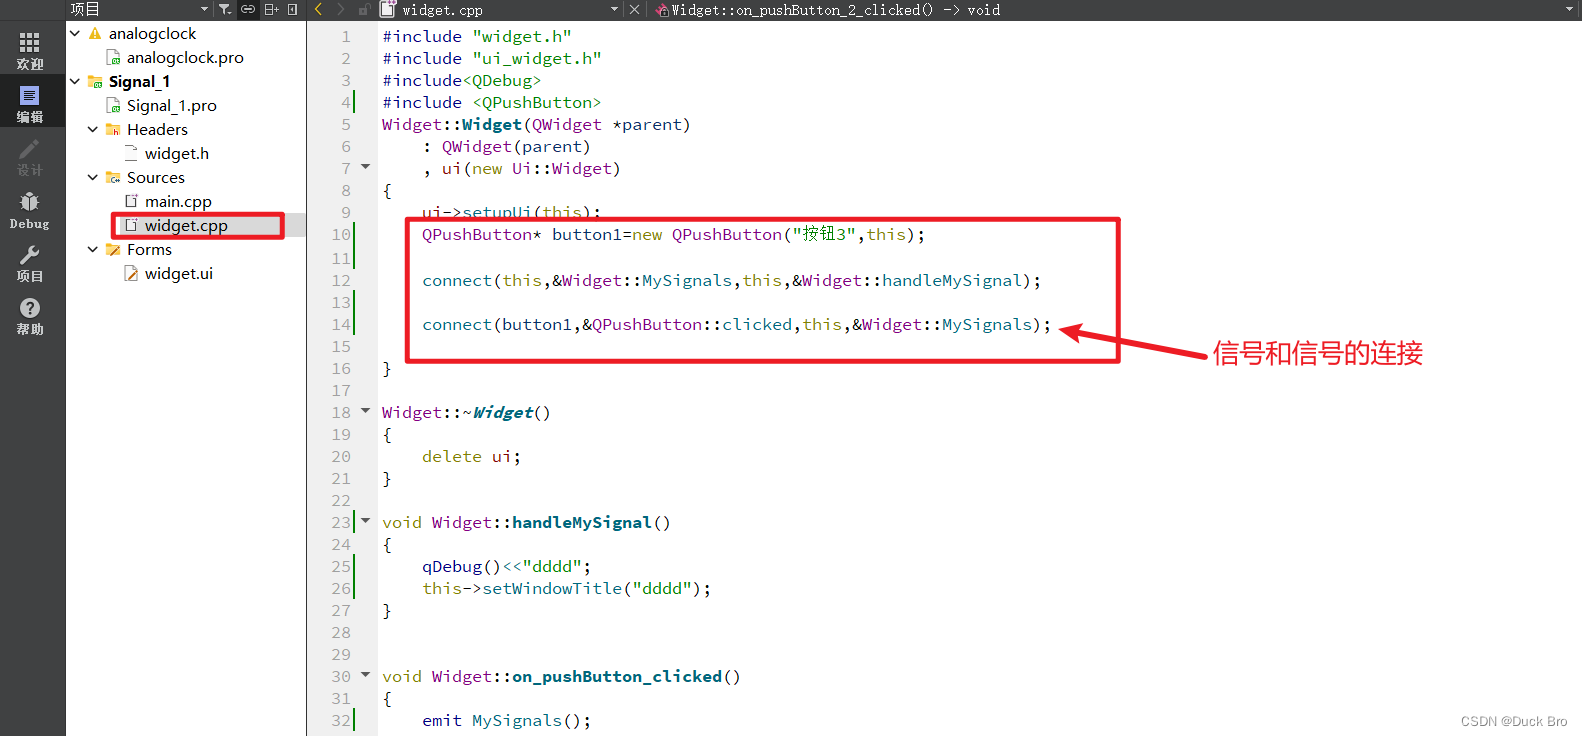 项目
widget.cpp
Widget::on_pushButton_2_clicked() -> void
欢迎
编辑
设计
Debug
项目
帮助
analogclock
analogclock.pro
Signal_1
Signal_1.pro
Headers
widget.h
Sources
main.cpp
widget.cpp
Forms
widget.ui
1 #include "widget.h"
2 #include "ui_widget.h"
3 #include<QDebug>
4 #include <QPushButton>
5 Widget::Widget(QWidget *parent)
6 : QWidget(parent)
7 , ui(new Ui::Widget)
8 {
9 ui->setupUi(this);
10 QPushButton* button1=new QPushButton("按钮3",this);
11
12 connect(this,&Widget::MySignals,this,&Widget::handleMySignal);
13
14 connect(button1,&QPushButton::clicked,this,&Widget::MySignals);
15
16 }
17
18 Widget::~Widget()
19 {
20 delete ui;
21 }
22
23 void Widget::handleMySignal()
24 {
25 qDebug()<<"dddd";
26 this->setWindowTitle("dddd");
27 }
28
29
30 void Widget::on_pushButton_clicked()
31 {
32 emit MySignals();
信号和信号的连接
CSDN @Duck Bro